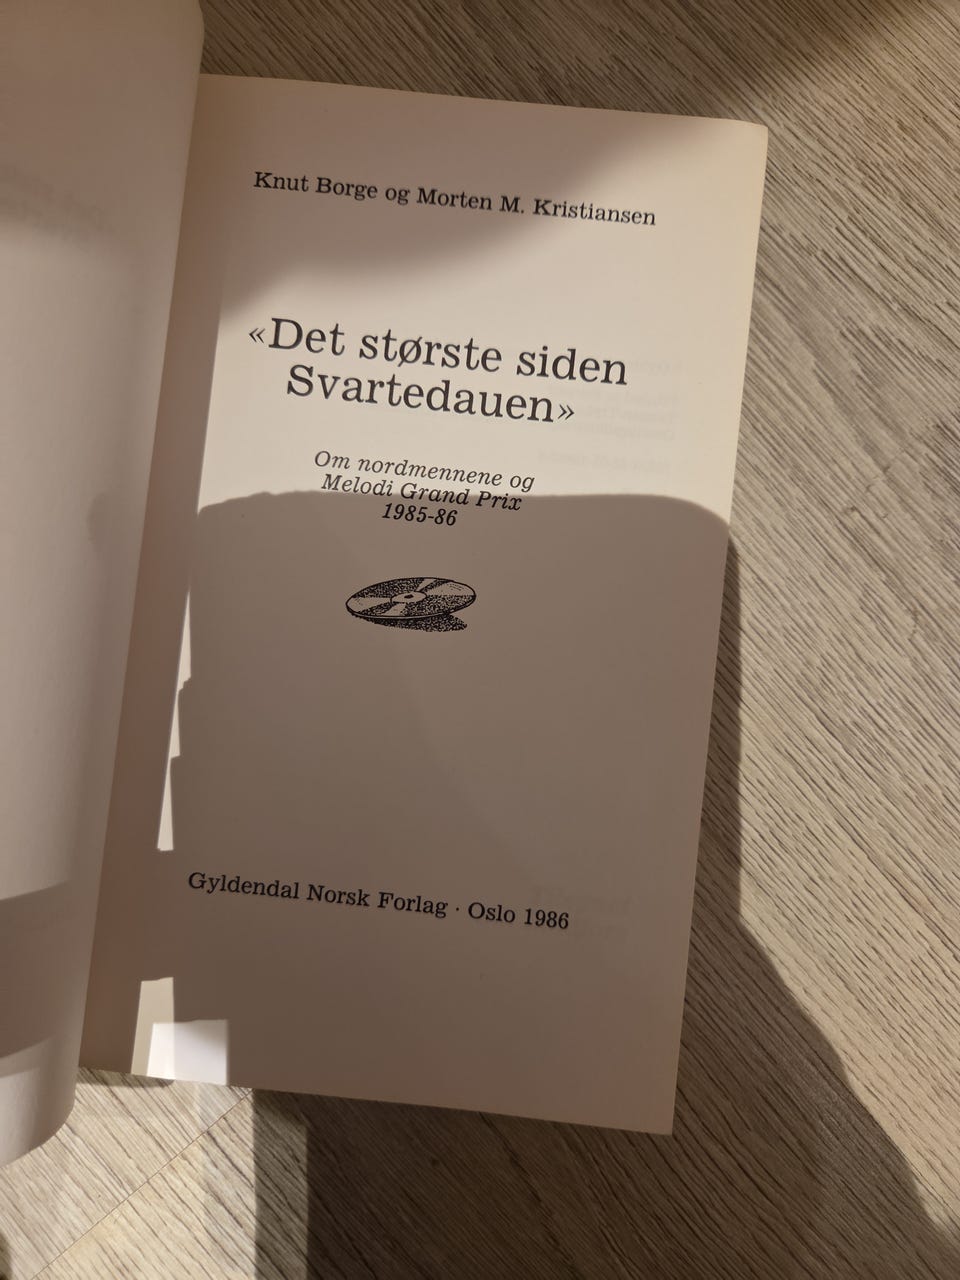 Knut Borge og Morten M. Kristiansen
«Det største siden
Svartedauen»
Om nordmennene og
Melodi Grand Prix
1985-86
Gyldendal Norsk Forlag · Oslo 1986